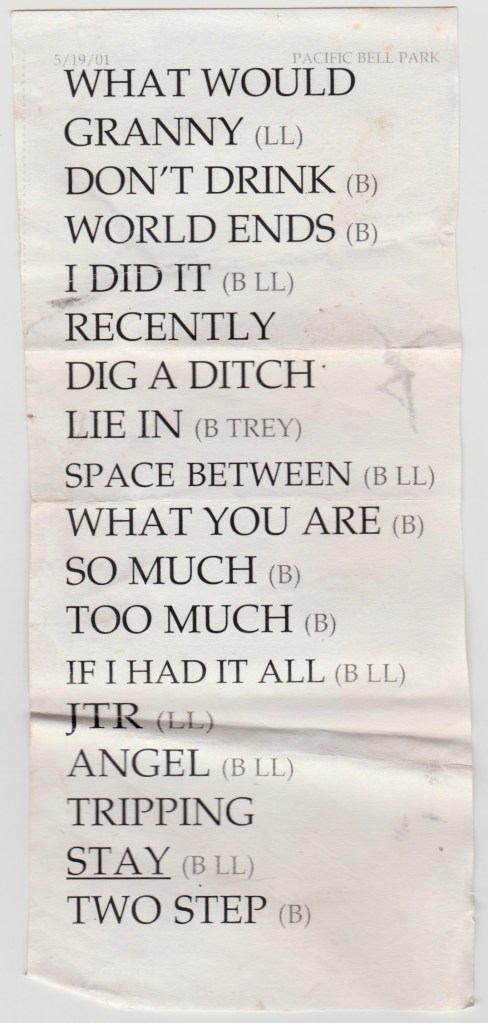 5/19/01 PACIFIC BELL PARK
WHAT WOULD
GRANNY (LL)
DON'T DRINK (B)
WORLD ENDS (B)
I DID IT (B LL)
RECENTLY
DIG A DITCH
LIE IN (B TREY)
SPACE BETWEEN (B LL)
WHAT YOU ARE (B)
SO MUCH (B)
TOO MUCH (B)
IF I HAD IT ALL (B LL)
JTR (LL)
ANGEL (B LL)
TRIPPING
STAY (B LL)
TWO STEP (B)